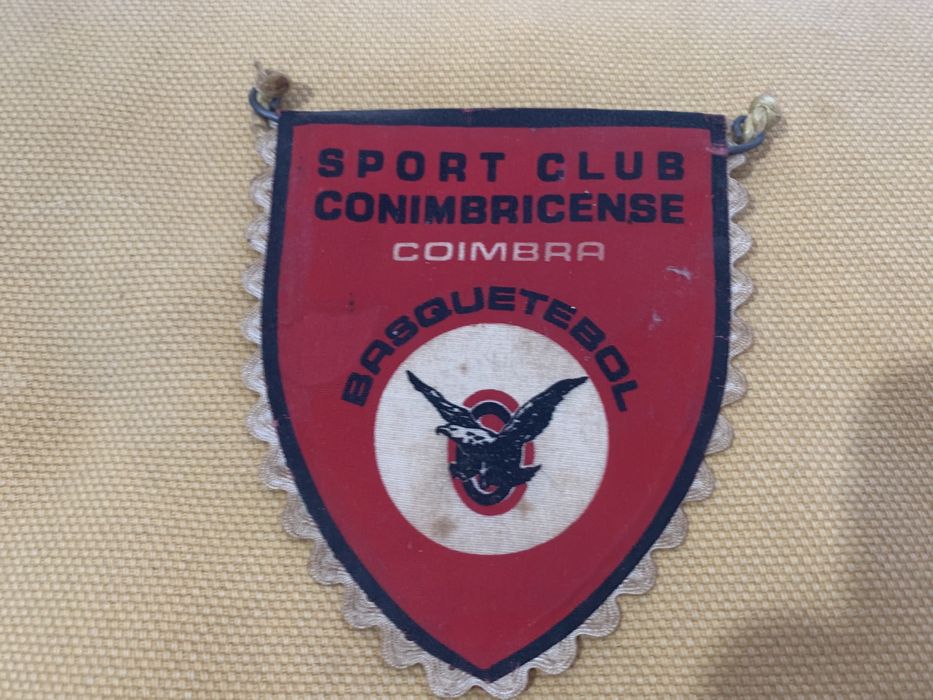 SPORT CLUB
CONIMBRICENSE
COIMBRA
BASQUETEBOL